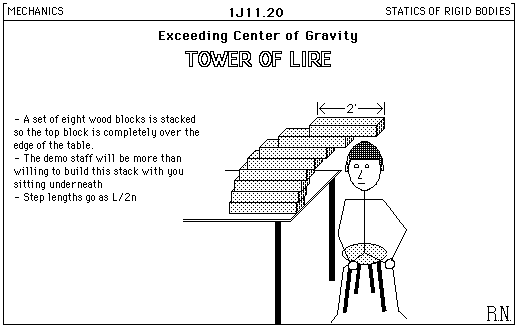 MECHANICS
1J11.20
STATICS OF RIGID BODIES
Exceeding Center of Gravity
TOWER OF LIRE
2'
- A set of eight wood blocks is stacked
so the top block is completely over the
edge of the table.
- The demo staff will be more than
willing to build this stack with you
sitting underneath
- Step lengths go as L/2n
R.N.